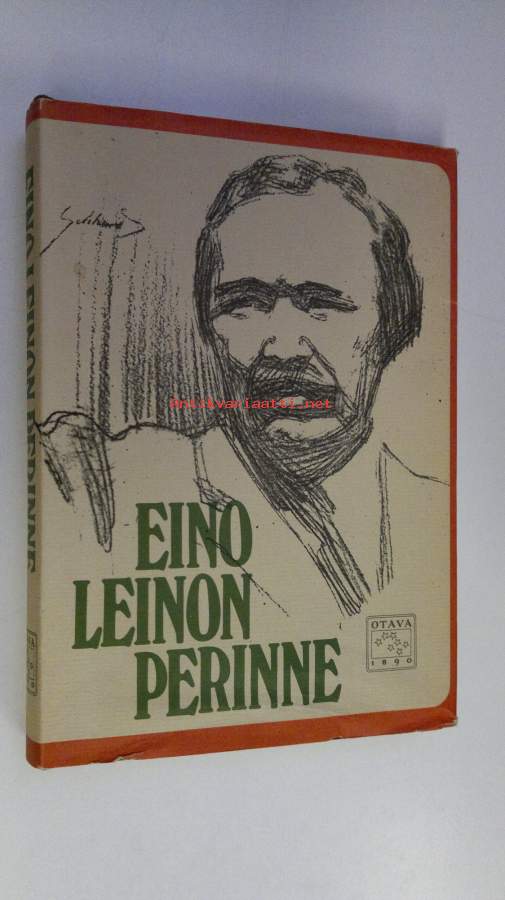 EINO LEINON PERINNE
Antikvariaatti.net
EINO
LEINON
PERINNE
OTAVA
1890